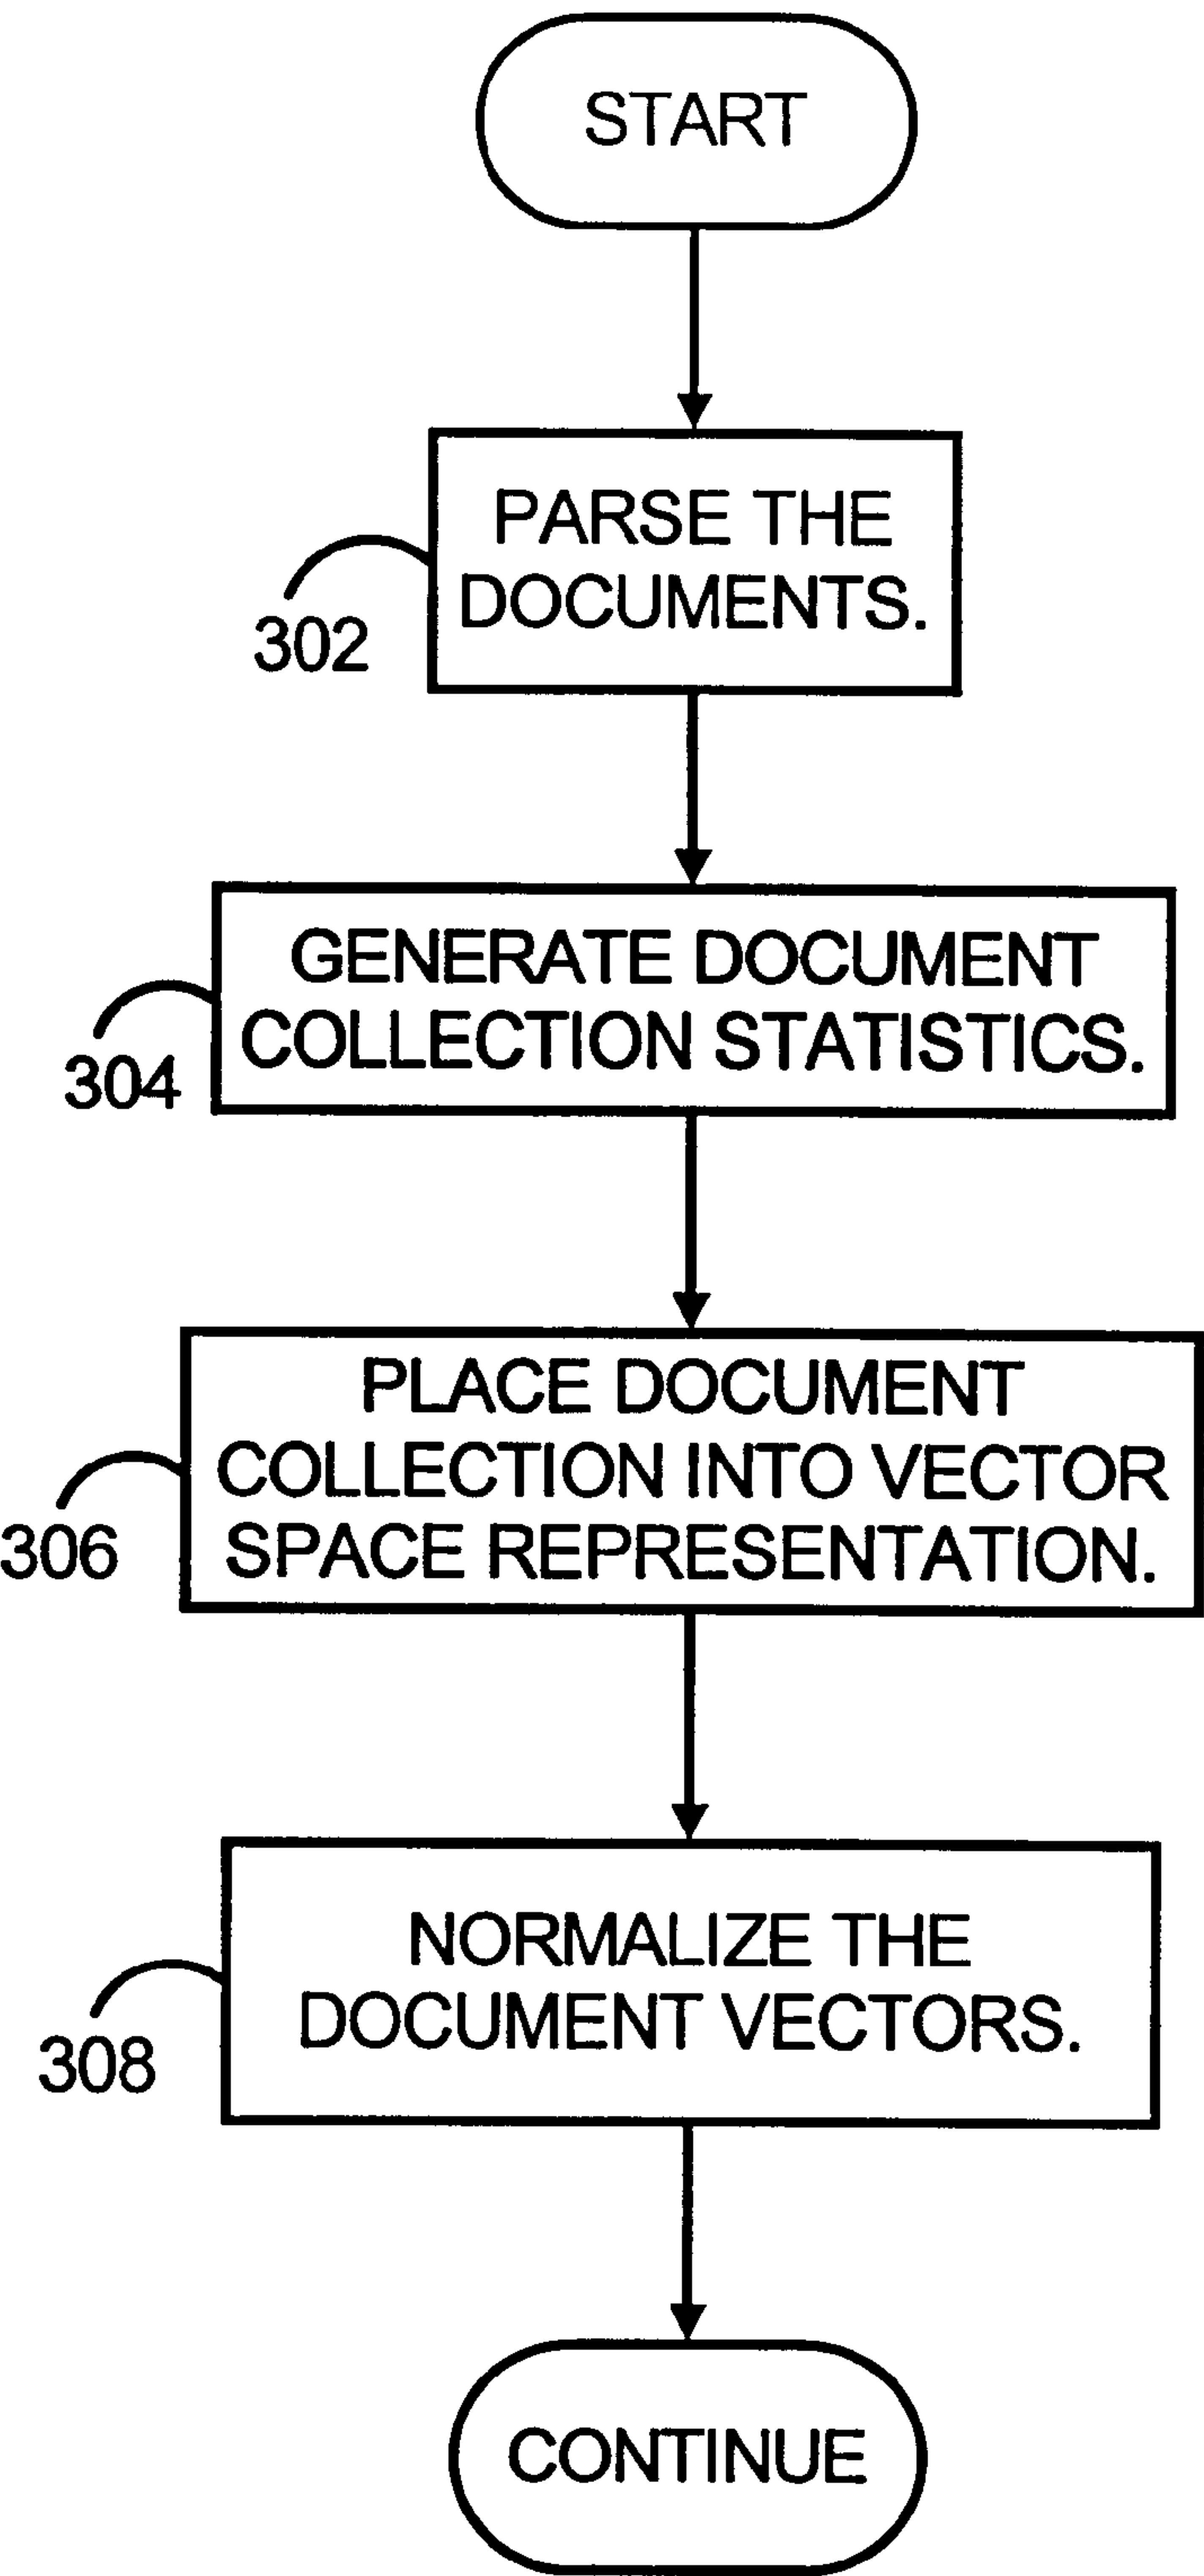 START
PARSE THE
DOCUMENTS.
302
GENERATE DOCUMENT
COLLECTION STATISTICS.
304
PLACE DOCUMENT
COLLECTION INTO VECTOR
SPACE REPRESENTATION.
306
NORMALIZE THE
DOCUMENT VECTORS.
308
CONTINUE